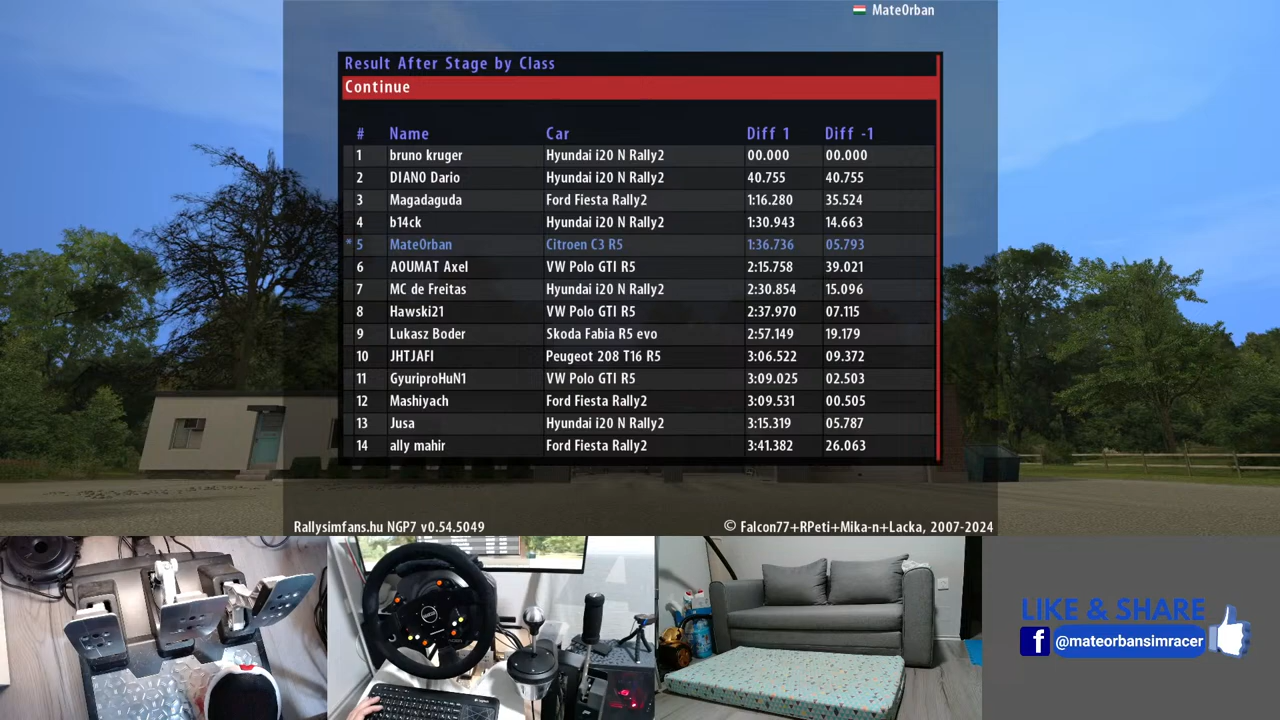 MateOrban
Result After Stage by Class
Continue
# Name Car Diff 1 Diff -1
1 bruno kruger Hyundai i20 N Rally2 00.000 00.000
2 DIANO Dario Hyundai i20 N Rally2 40.755 40.755
3 Magadaguda Ford Fiesta Rally2 1:16.280 35.524
4 b14ck Hyundai i20 N Rally2 1:30.943 14.663
* 5 MateOrban Citroen C3 R5 1:36.736 05.793
6 AOUMAT Axel VW Polo GTI R5 2:15.758 39.021
7 MC de Freitas Hyundai i20 N Rally2 2:30.854 15.096
8 Hawski21 VW Polo GTI R5 2:37.970 07.115
9 Lukasz Boder Skoda Fabia R5 evo 2:57.149 19.179
10 JHTJAFI Peugeot 208 T16 R5 3:06.522 09.372
11 GyuriproHuN1 VW Polo GTI R5 3:09.025 02.503
12 Mashiyach Ford Fiesta Rally2 3:09.531 00.505
13 Jusa Hyundai i20 N Rally2 3:15.319 05.787
14 ally mahir Ford Fiesta Rally2 3:41.382 26.063
Rallysimfans.hu NGP7 v0.54.5049
© Falcon77+RPeti+Mika-n+Lacka, 2007-2024
LIKE & SHARE
f @mateorbansimracer